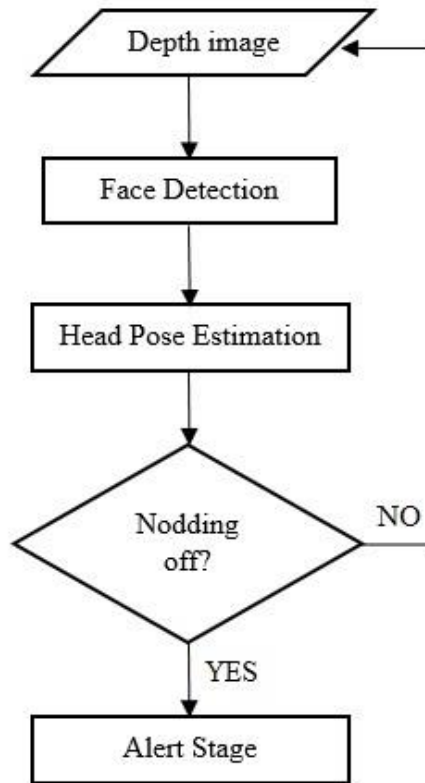 Depth image
Face Detection
Head Pose Estimation
Nodding
off?
NO
YES
Alert Stage